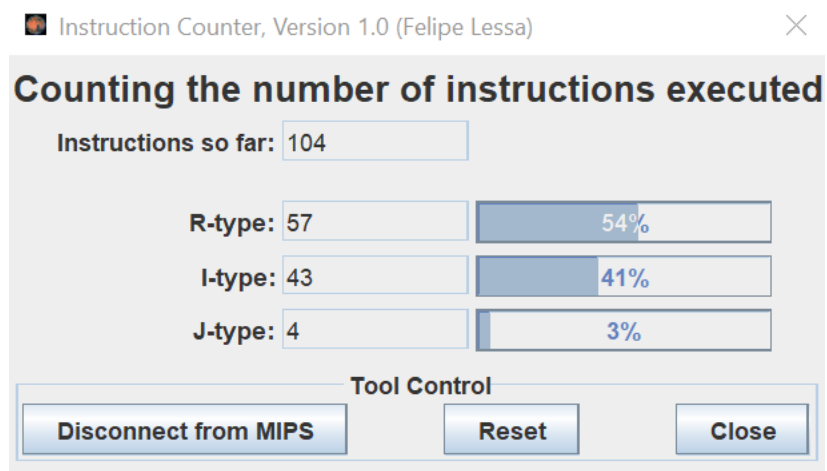 Instruction Counter, Version 1.0 (Felipe Lessa)
Counting the number of instructions executed
Instructions so far: 104
R-type: 57 54%
I-type: 43 41%
J-type: 4 3%
Tool Control
Disconnect from MIPS Reset Close